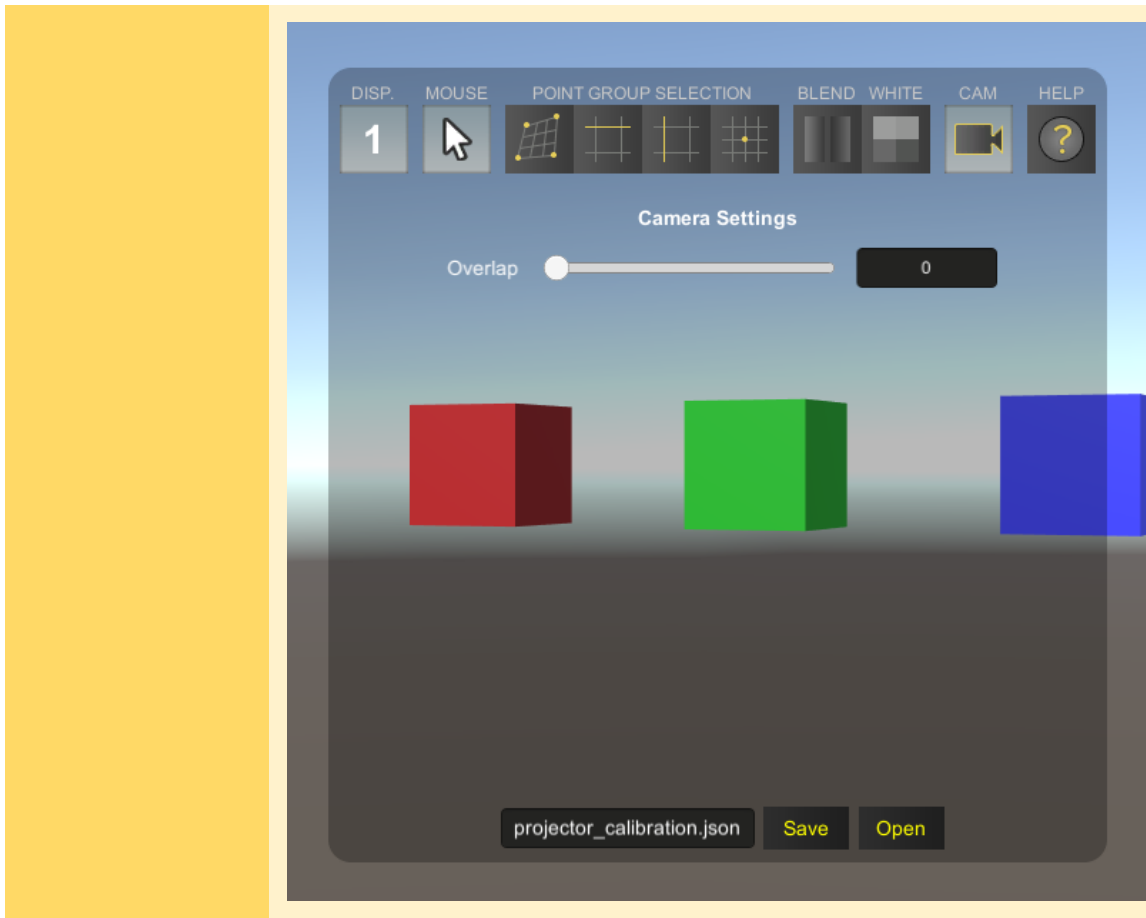 DISP. MOUSE POINT GROUP SELECTION BLEND WHITE CAM HELP
1 ?
Camera Settings
Overlap 0
projector_calibration.json Save Open